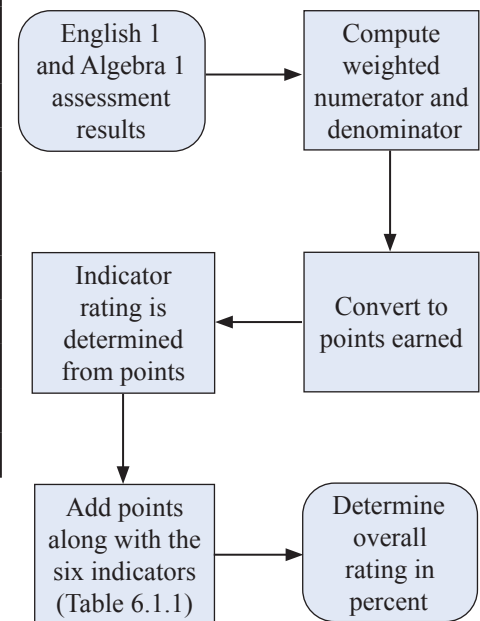 English 1
and Algebra 1
assessment
results
Compute
weighted
numerator and
denominator
Convert to
points earned
Indicator
rating is
determined
from points
Add points
along with the
six indicators
(Table 6.1.1)
Determine
overall
rating in
percent